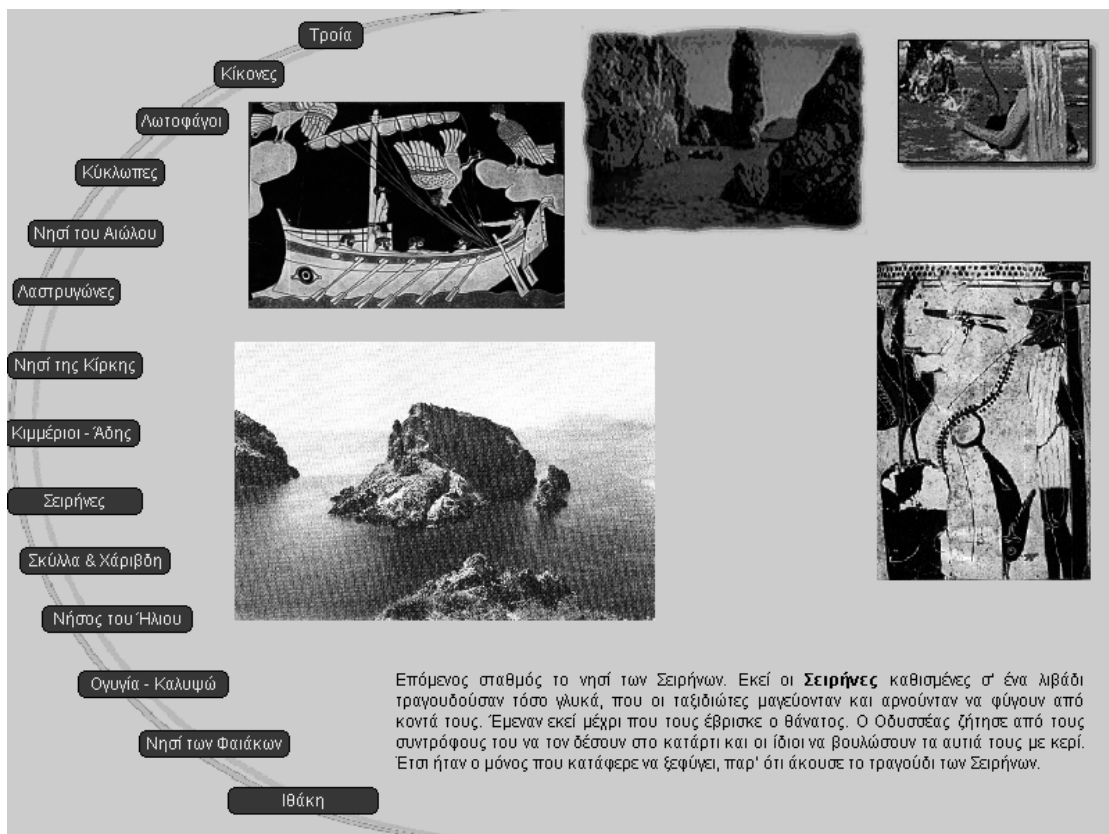 Τροία
Κίκονες
Λωτοφάγοι
Κύκλωπες
Νησί του Αιώλου
Λαστρυγώνες
Νησί της Κίρκης
Κιμμέριοι - Άδης
Σειρήνες
Σκύλλα & Χάριβδη
Νήσος του Ήλιου
Ογυγία - Καλυψώ
Νησί των Φαιάκων
Ιθάκη
Επόμενος σταθμός το νησί των Σειρήνων. Εκεί οι Σειρήνες καθισμένες σ' ένα λιβάδι
τραγουδούσαν τόσο γλυκά, που οι ταξιδιώτες μαγεύονταν και αρνούνταν να φύγουν από
κοντά τους. Έμεναν εκεί μέχρι που τους έβρισκε ο θάνατος. Ο Οδυσσέας ζήτησε από τους
συντρόφους του να τον δέσουν στο κατάρτι και οι ίδιοι να βουλώσουν τα αυτιά τους με κερί.
Έτσι ήταν ο μόνος που κατάφερε να ξεφύγει, παρ' ότι άκουσε το τραγούδι των Σειρήνων.